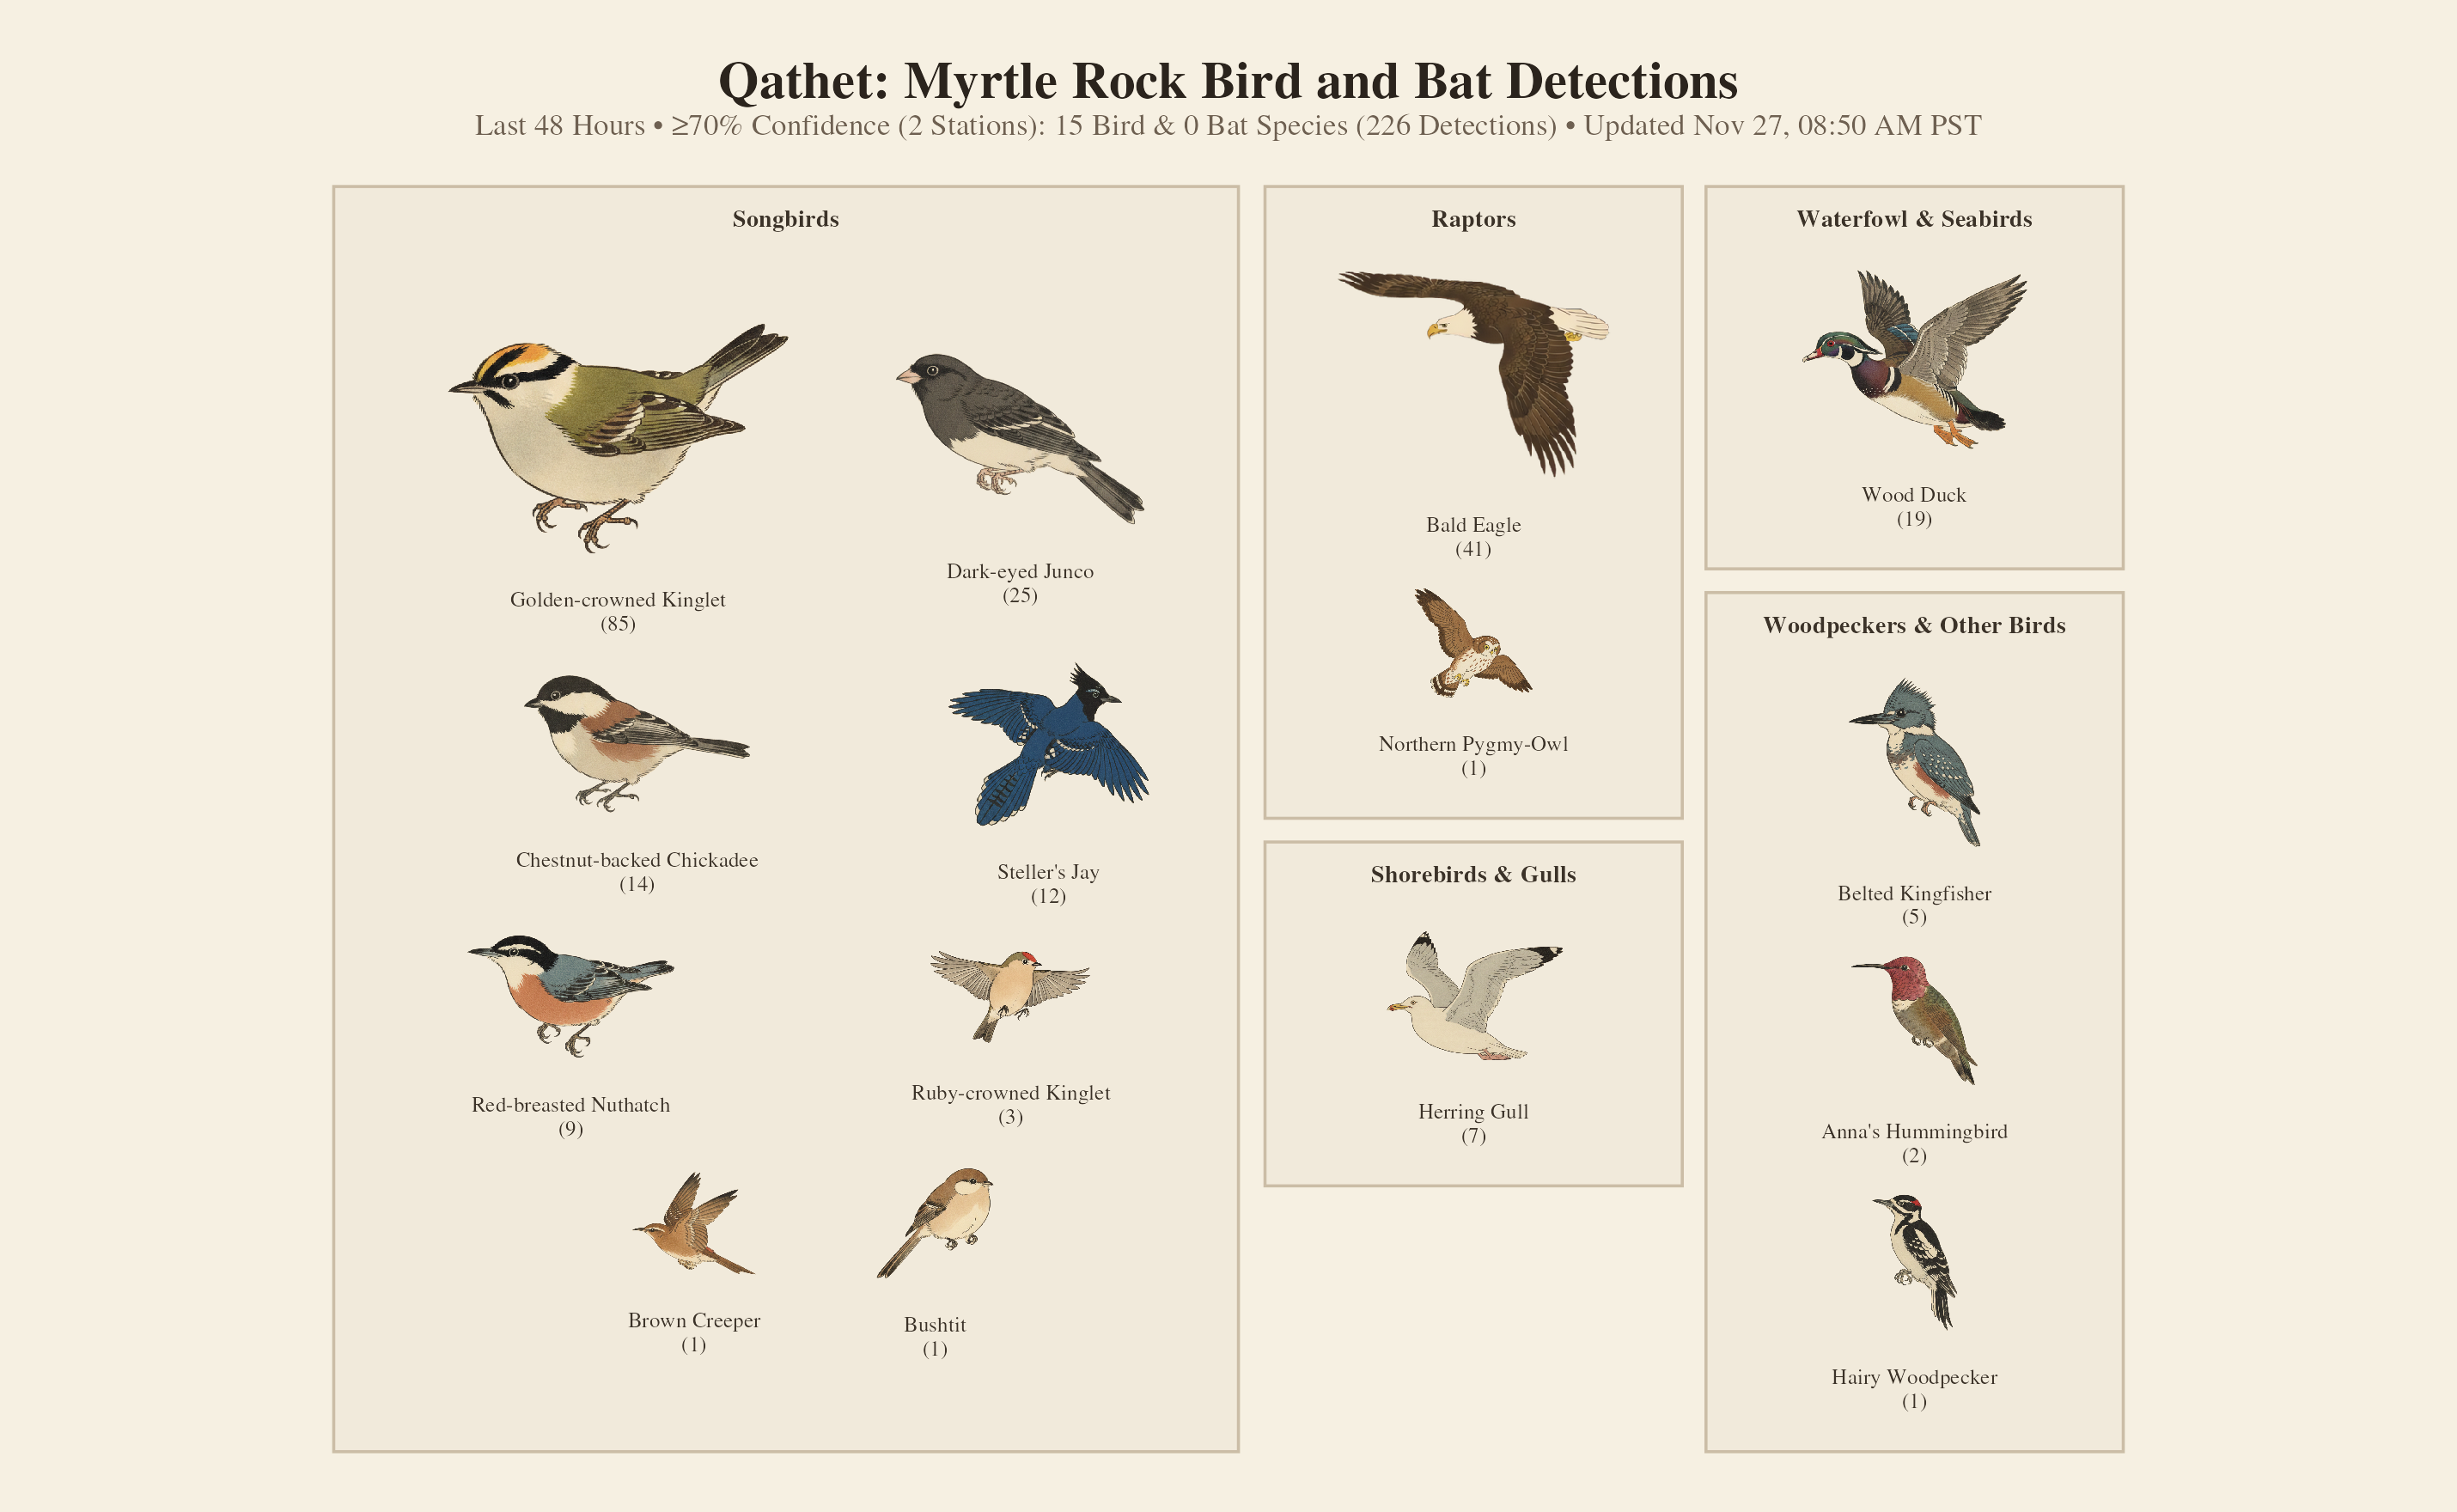 Qathet: Myrtle Rock Bird and Bat Detections
Last 48 Hours • ≥70% Confidence (2 Stations): 15 Bird & 0 Bat Species (226 Detections) • Updated Nov 27, 08:50 AM PST
Songbirds
Golden-crowned Kinglet
(85)
Dark-eyed Junco
(25)
Chestnut-backed Chickadee
(14)
Steller's Jay
(12)
Red-breasted Nuthatch
(9)
Ruby-crowned Kinglet
(3)
Brown Creeper
(1)
Bushtit
(1)
Raptors
Bald Eagle
(41)
Northern Pygmy-Owl
(1)
Shorebirds & Gulls
Herring Gull
(7)
Waterfowl & Seabirds
Wood Duck
(19)
Woodpeckers & Other Birds
Belted Kingfisher
(5)
Anna's Hummingbird
(2)
Hairy Woodpecker
(1)